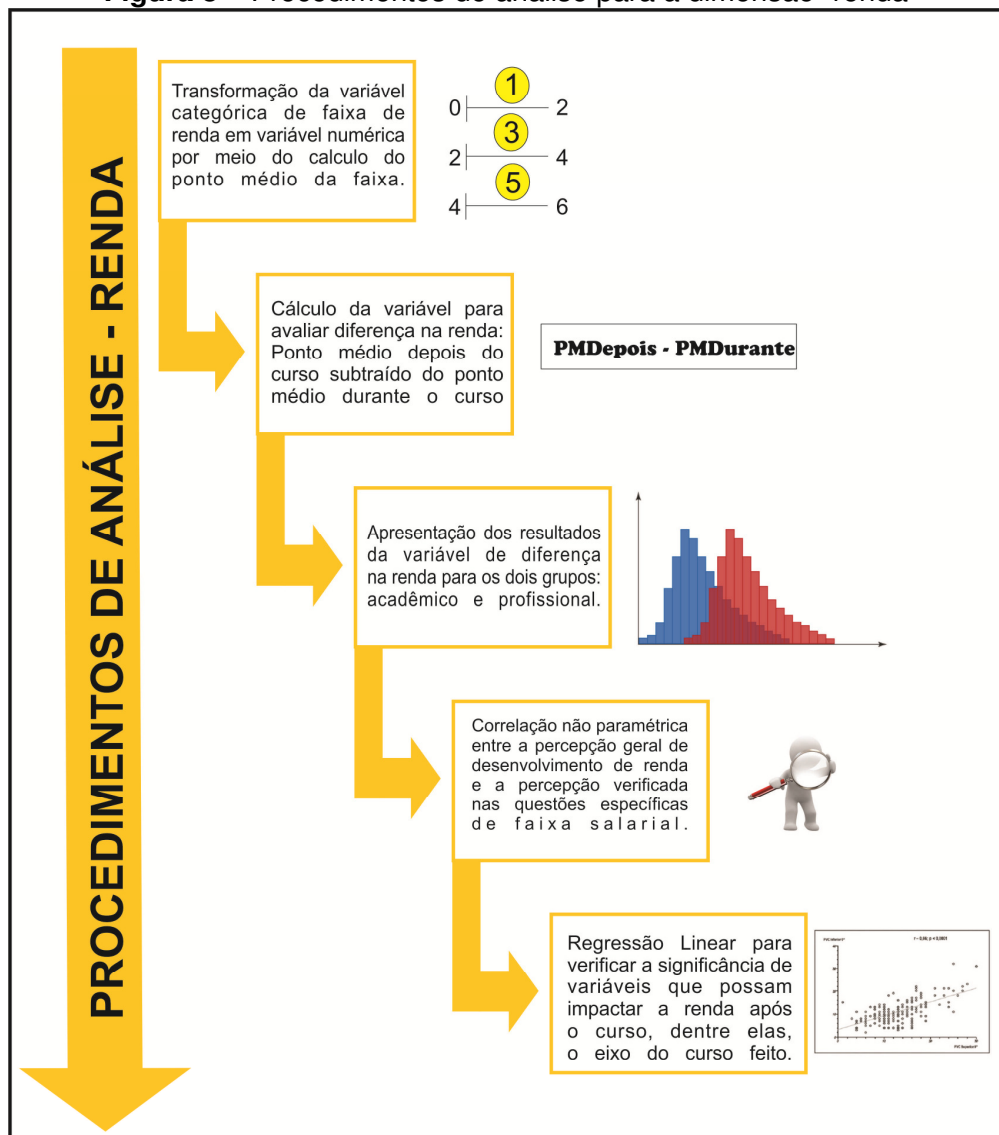 Procedimentos de análise para a dimensão
PROCEDIMENTOS DE ANÁLISE - RENDA
Transformação da variável
categórica de faixa de
renda em variável numérica
por meio do calculo do
ponto médio da faixa.
0 1 2
2 3 4
4 5 6
Cálculo da variável para
avaliar diferença na renda:
Ponto médio depois do
curso subtraído do ponto
médio durante o curso
PMDepois - PMDurante
Apresentação dos resultados
da variável de diferença
na renda para os dois grupos:
acadêmico e profissional.
Correlação não paramétrica
entre a percepção geral de
desenvolvimento de renda
e a percepção verificada
nas questões específicas
de faixa salarial.
Regressão Linear para
verificar a significância de
variáveis que possam
impactar a renda após
o curso, dentre elas,
o eixo do curso feito.